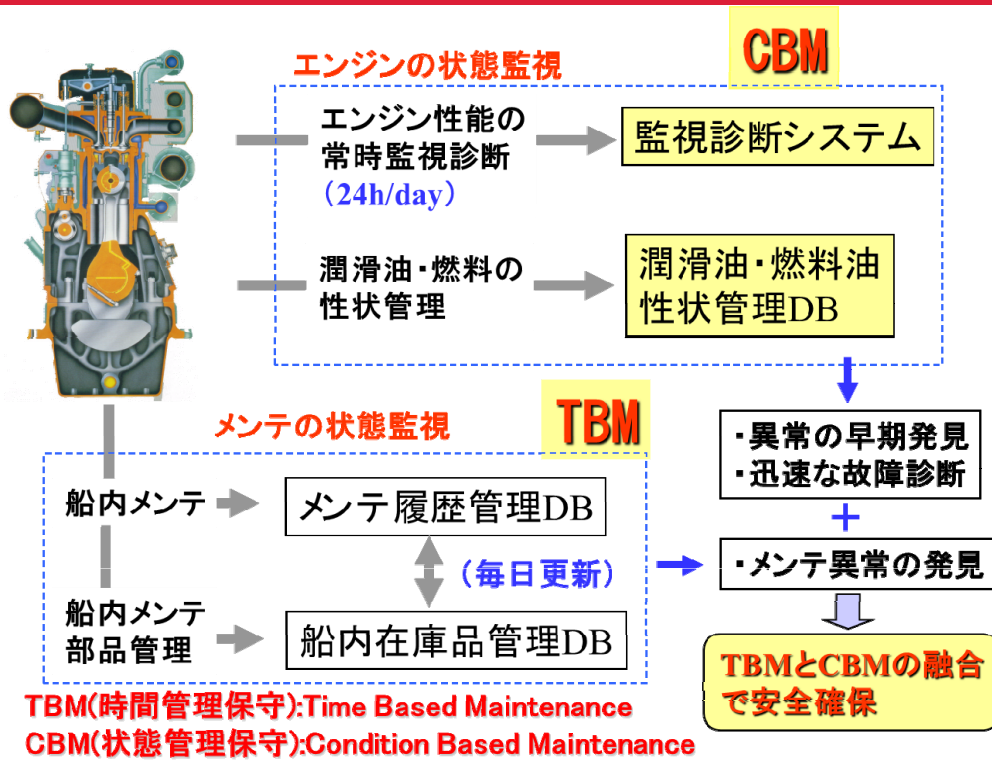 CBM
エンジンの状態監視
エンジン性能の
常時監視診断
（24h/day）
監視診断システム
潤滑油・燃料の
性状管理
潤滑油・燃料油
性状管理DB
TBM
メンテの状態監視
・異常の早期発見
・迅速な故障診断
＋
船内メンテ
メンテ履歴管理DB
（毎日更新）
・メンテ異常の発見
船内メンテ
部品管理
船内在庫品管理DB
TBMとCBMの融合
で安全確保
TBM(時間管理保守):Time Based Maintenance
CBM(状態管理保守):Condition Based Maintenance